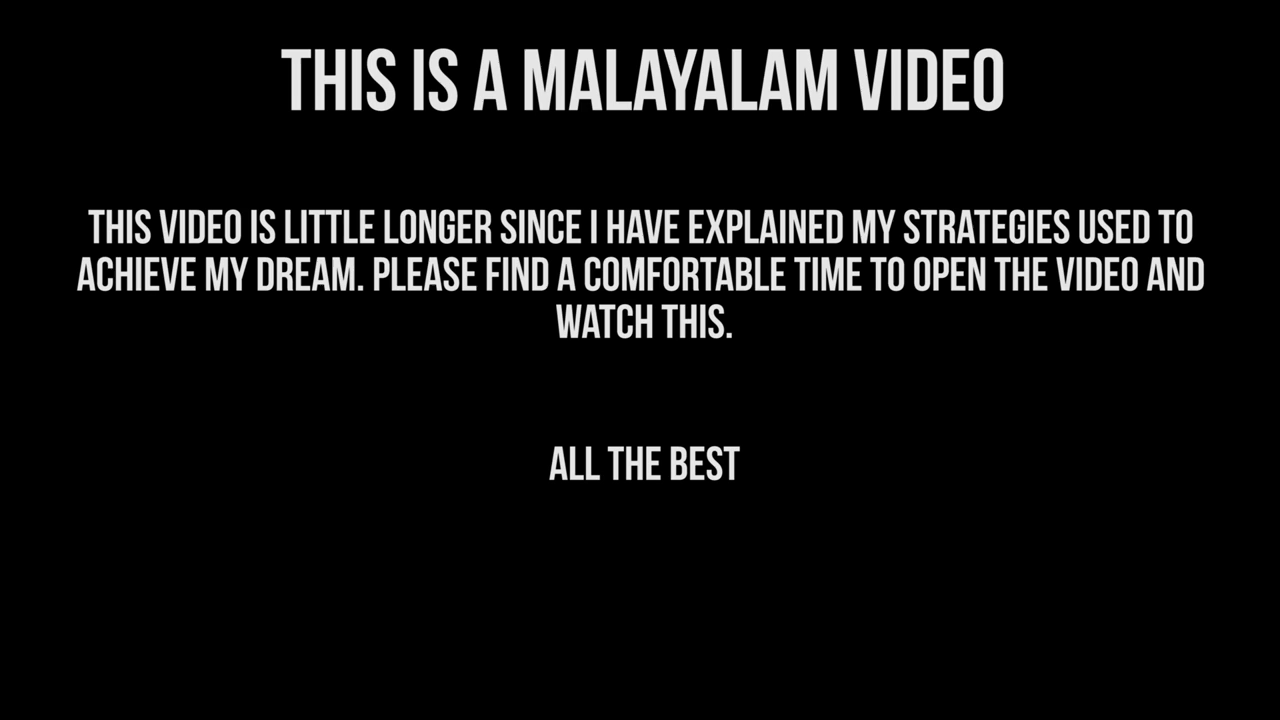 THIS IS A MALAYALAM VIDEO
THIS VIDEO IS LITTLE LONGER SINCE I HAVE EXPLAINED MY STRATEGIES USED TO
ACHIEVE MY DREAM. PLEASE FIND A COMFORTABLE TIME TO OPEN THE VIDEO AND
WATCH THIS.
ALL THE BEST